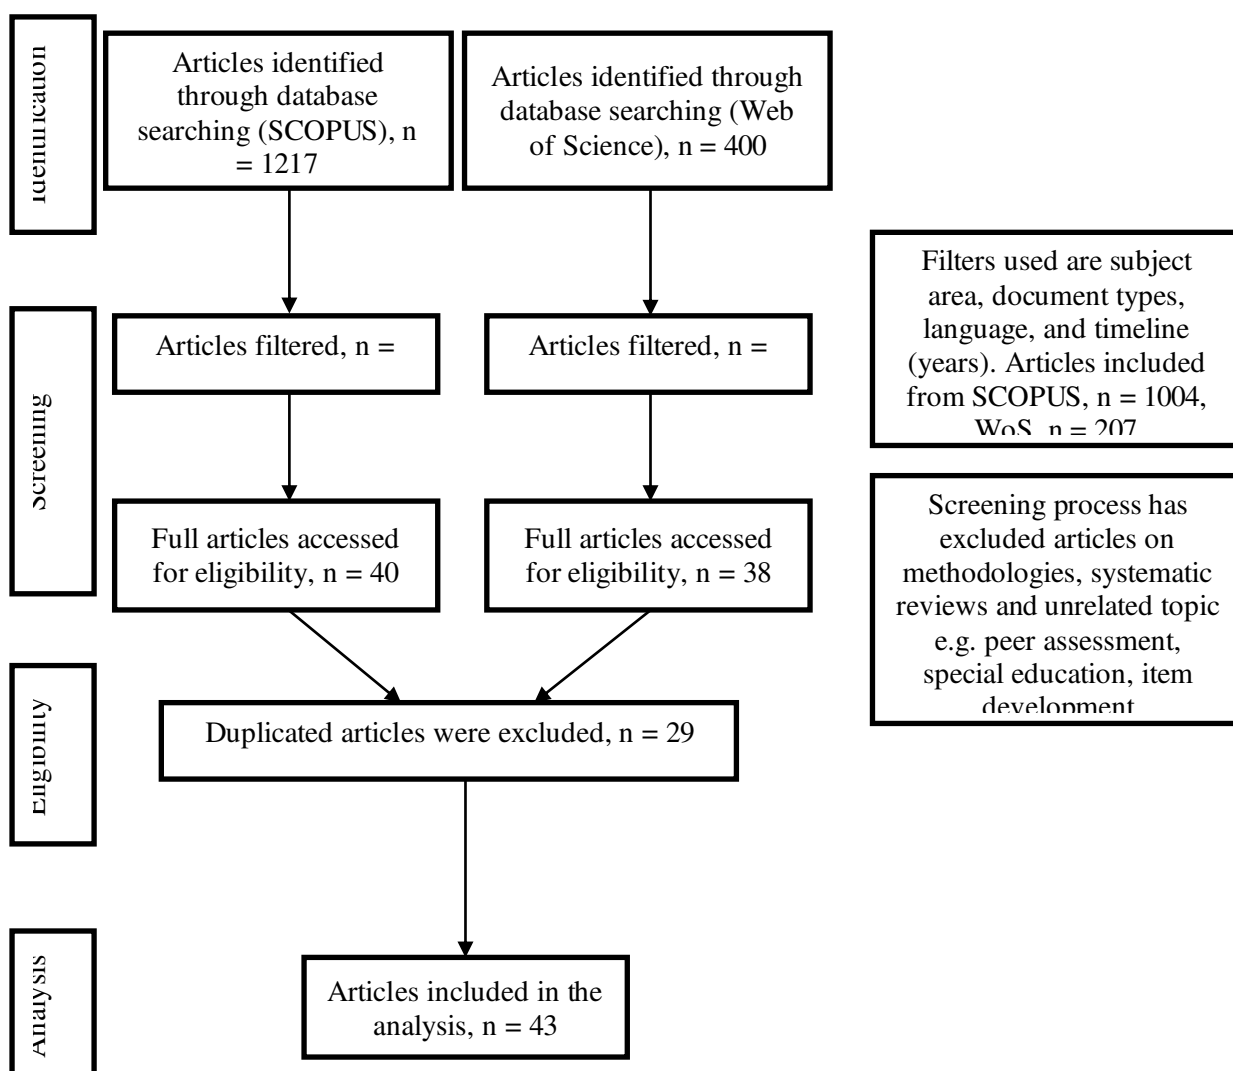 Identification
Articles identified
through database
searching (SCOPUS), n
= 1217
Articles identified through
database searching (Web
of Science), n = 400
Filters used are subject
area, document types,
language, and timeline
(years). Articles included
from SCOPUS, n = 1004,
WoS, n = 207
Screening
Articles filtered, n =
Articles filtered, n =
Full articles accessed
for eligibility, n = 40
Full articles accessed
for eligibility, n = 38
Screening process has
excluded articles on
methodologies, systematic
reviews and unrelated topic
e.g. peer assessment,
special education, item
development
Eligibility
Duplicated articles were excluded, n = 29
Analysis
Articles included in the
analysis, n = 43